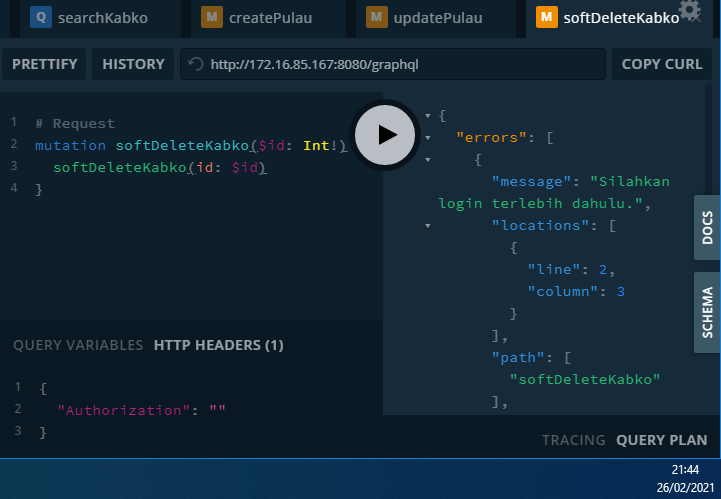 Q searchKabko M createPulau M updatePulau M softDeleteKabko
PRETTIFY HISTORY http://172.16.85.167:8080/graphql COPY CURL
1 # Request
2 mutation softDeleteKabko($id: Int!)
3 softDeleteKabko(id: $id)
4 }
{
"errors": [
{
"message": "Silahkan
login terlebih dahulu.",
"locations": [
{
"line": 2,
"column": 3
}
],
"path": [
"softDeleteKabko"
],
DOCS
SCHEMA
QUERY VARIABLES HTTP HEADERS (1)
1 {
2 "Authorization": ""
3 }
TRACING QUERY PLAN
21:44
26/02/2021